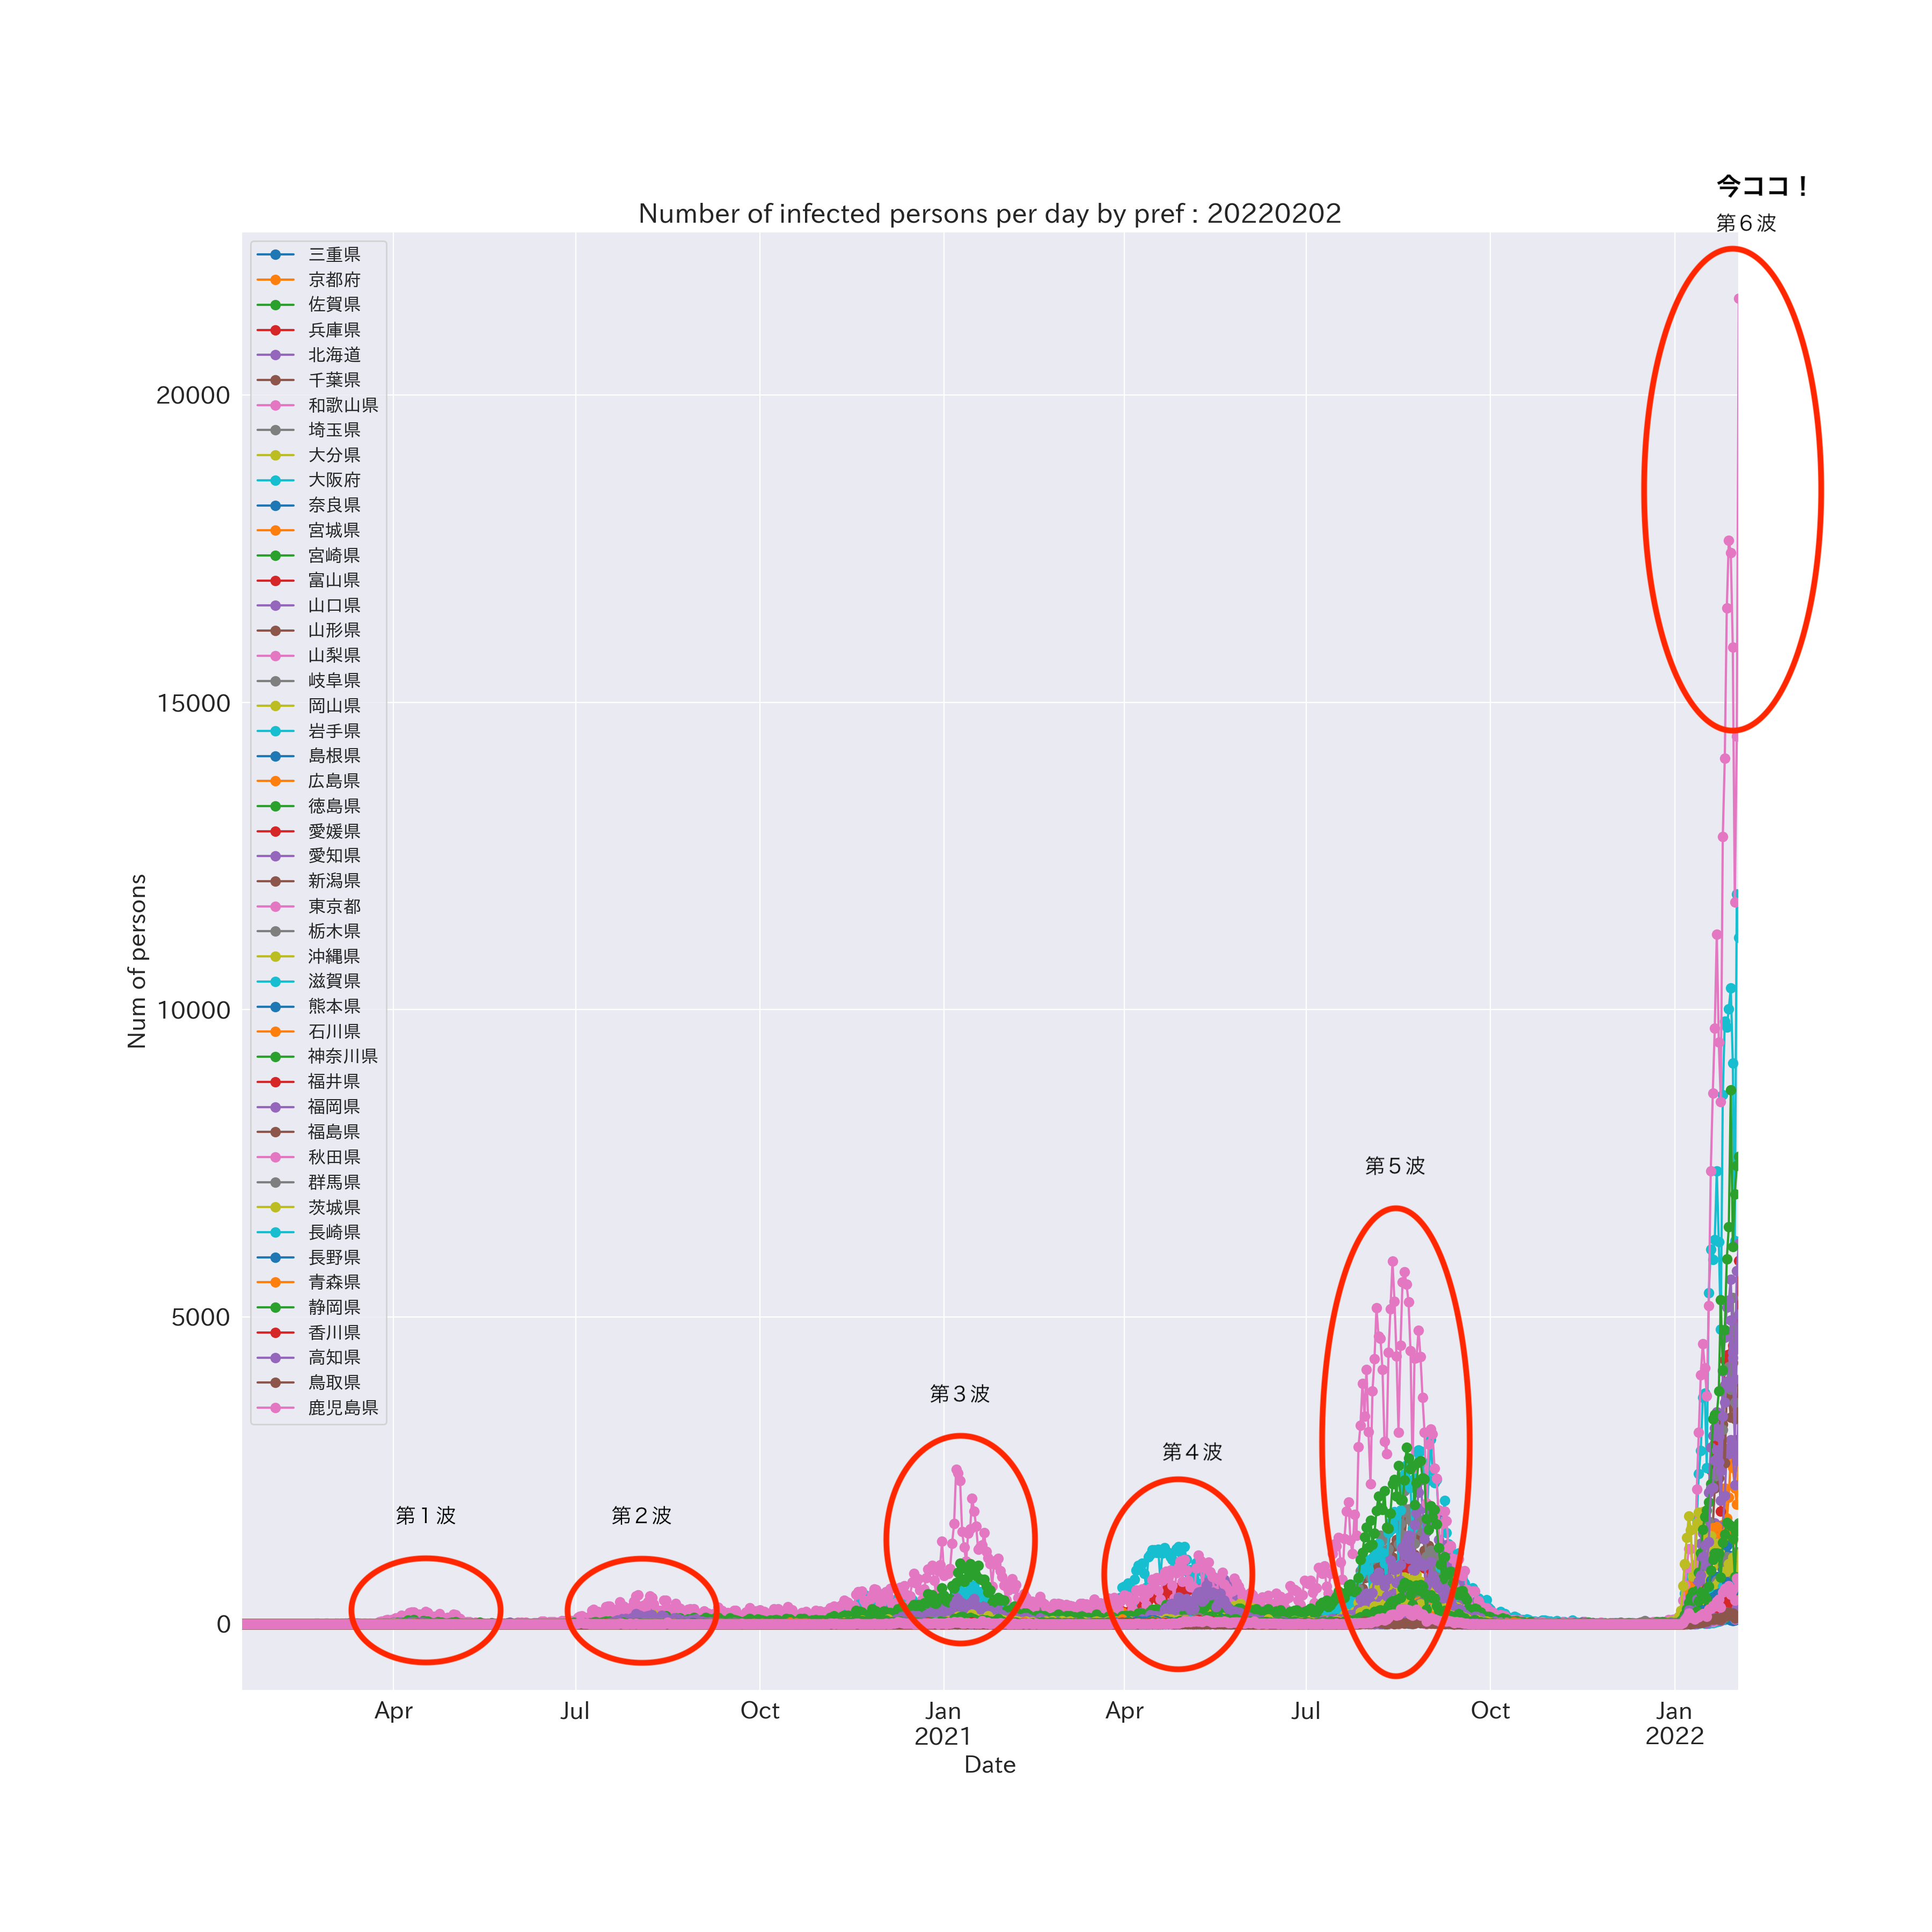 今ココ！
第６波
Number of infected persons per day by pref : 20220202
三重県
京都府
佐賀県
兵庫県
北海道
千葉県
和歌山県
埼玉県
大分県
大阪府
奈良県
宮城県
宮崎県
富山県
山口県
山形県
山梨県
岐阜県
岡山県
岩手県
島根県
広島県
徳島県
愛媛県
愛知県
新潟県
東京都
栃木県
沖縄県
滋賀県
熊本県
石川県
神奈川県
福井県
福岡県
福島県
秋田県
群馬県
茨城県
長崎県
長野県
青森県
静岡県
香川県
高知県
鳥取県
鹿児島県
20000
15000
10000
5000
0
Num of persons
第１波
第２波
第３波
第４波
第５波
Apr
Jul
Oct
Jan
2021
Apr
Jul
Oct
Jan
2022
Date